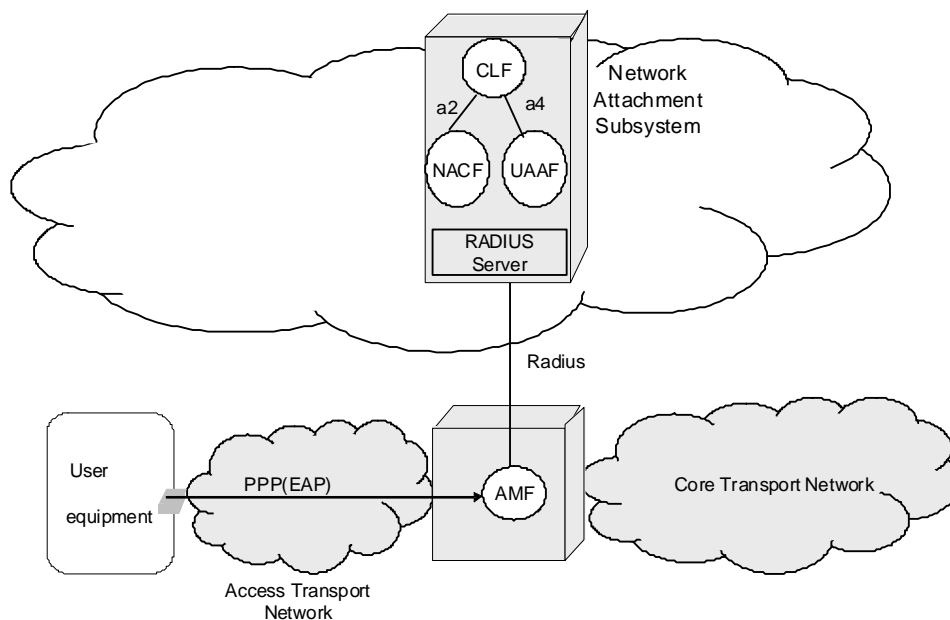 CLF
Network
Attachment
Subsystem
a2
a4
NACF
UAAF
RADIUS
Server
Radius
User
equipment
PPP(EAP)
AMF
Core Transport Network
Access Transport
Network